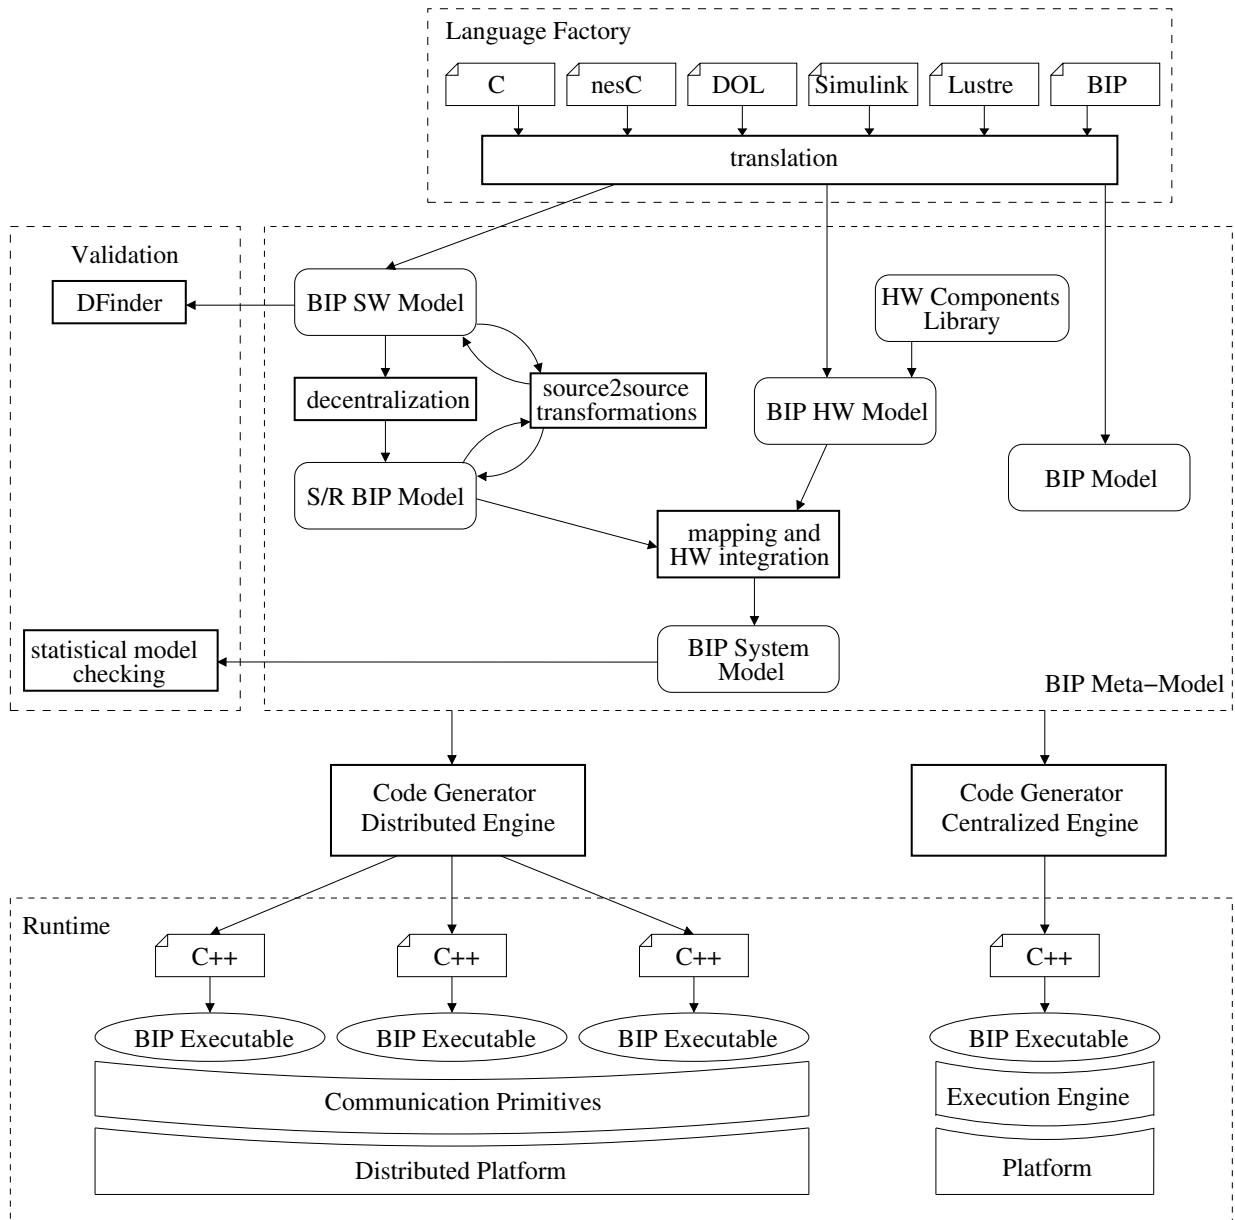 Language Factory
C
nesC
DOL
Simulink
Lustre
BIP
translation
Validation
DFinder
BIP SW Model
HW Components
Library
decentralization
source2source
transformations
BIP HW Model
S/R BIP Model
BIP Model
mapping and
HW integration
statistical model
checking
BIP System
Model
BIP Meta−Model
Code Generator
Distributed Engine
Code Generator
Centralized Engine
Runtime
C++
C++
C++
C++
BIP Executable
BIP Executable
BIP Executable
BIP Executable
Communication Primitives
Execution Engine
Distributed Platform
Platform